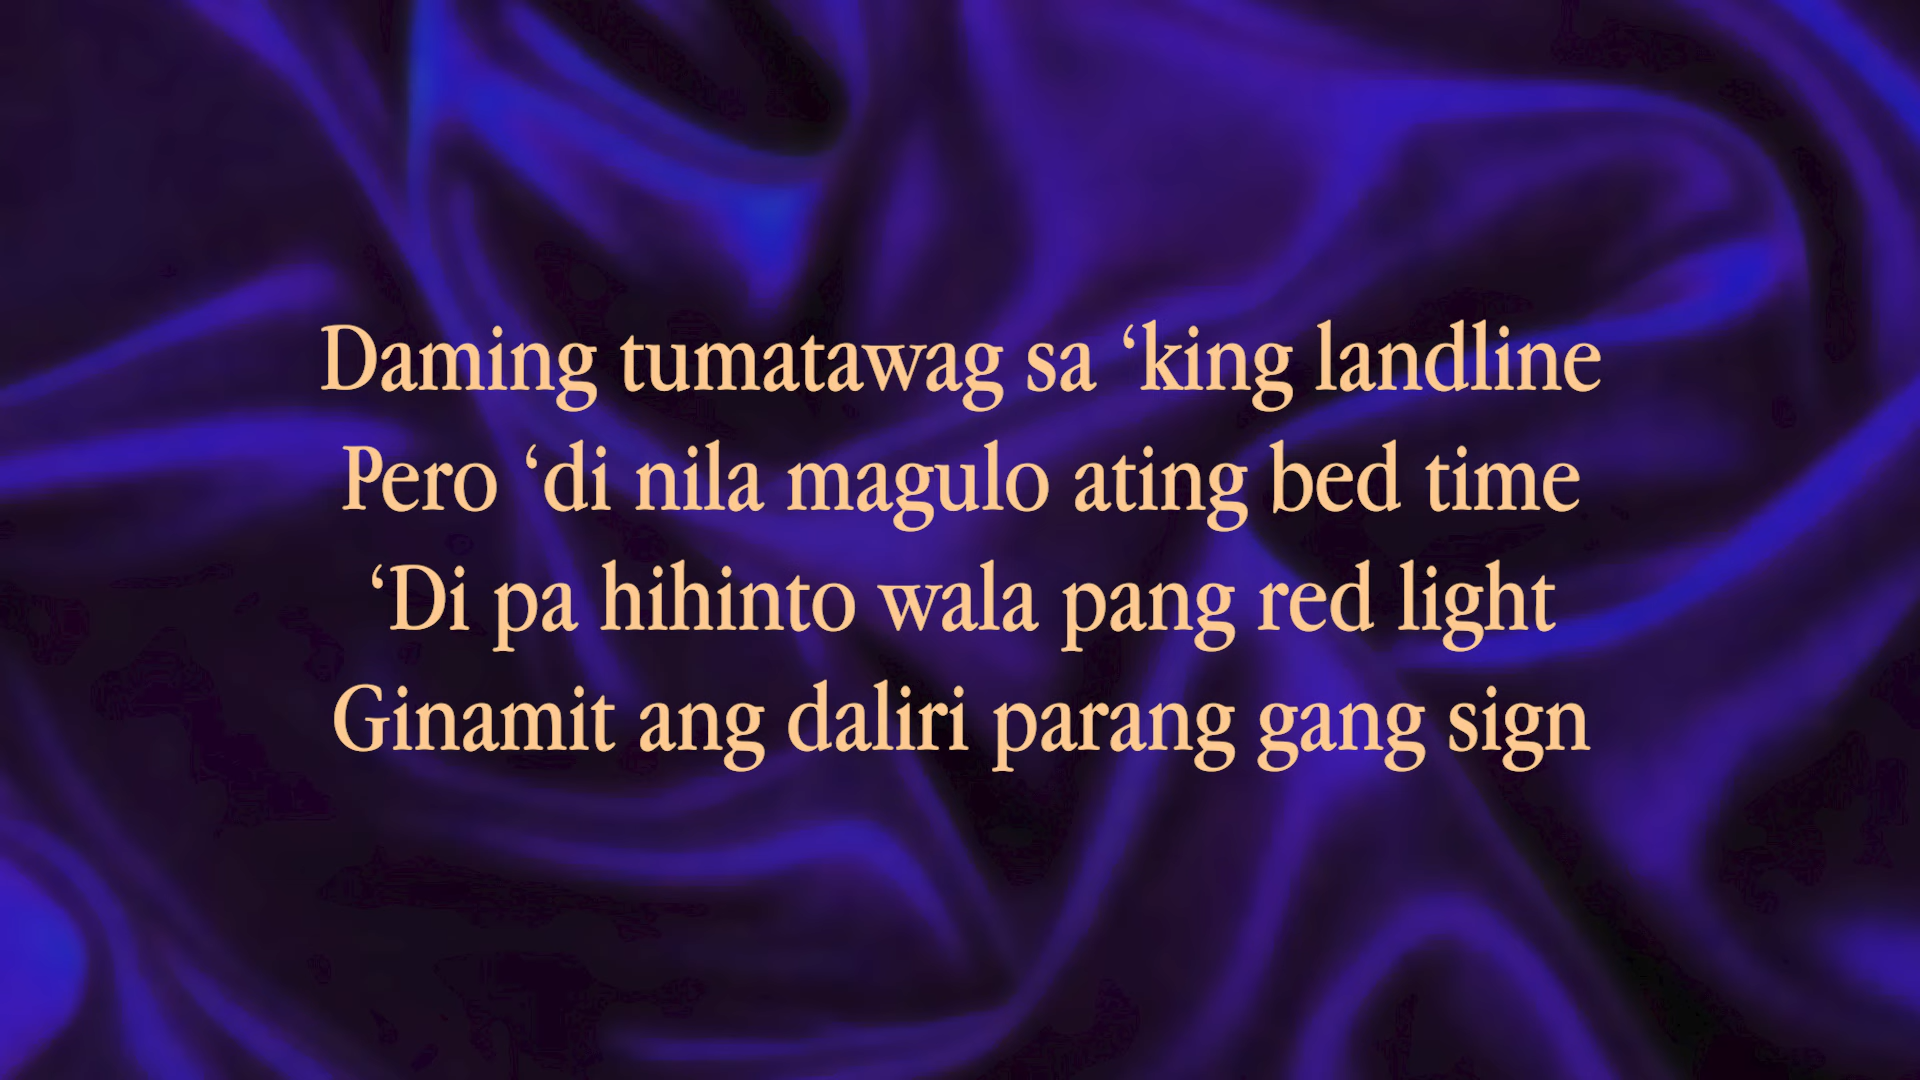 Daming tumatawag sa ‘king landline
Pero ‘di nila magulo ating bed time
‘Di pa hihinto wala pang red light
Ginamit ang daliri parang gang sign